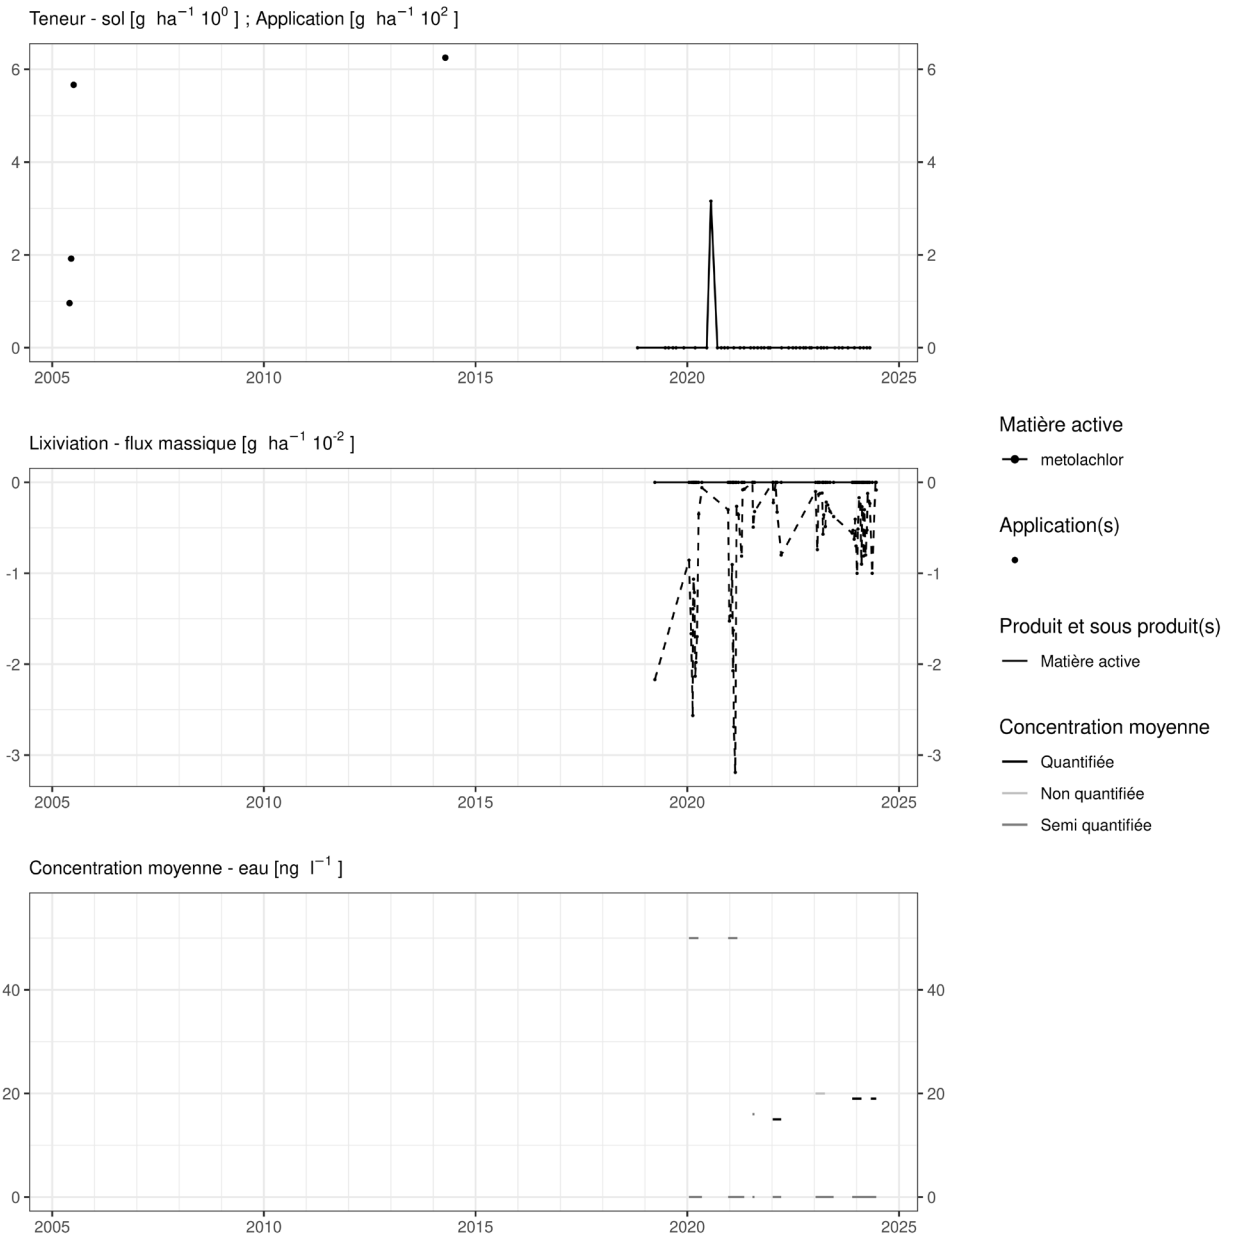 Teneur - sol [g ha⁻¹ 10⁰ ] ; Application [g ha⁻¹ 10² ]
6 6
4 4
2 2
0 0
2005 2010 2015 2020 2025
Lixiviation - flux massique [g ha⁻¹ 10⁻² ]
0 0
-1 -1
-2 -2
-3 -3
2005 2010 2015 2020 2025
Concentration moyenne - eau [ng l⁻¹ ]
40 40
20 20
0 0
2005 2010 2015 2020 2025
Matière active
metolachlor
Application(s)
Produit et sous produit(s)
Matière active
Concentration moyenne
Quantifiée
Non quantifiée
Semi quantifiée